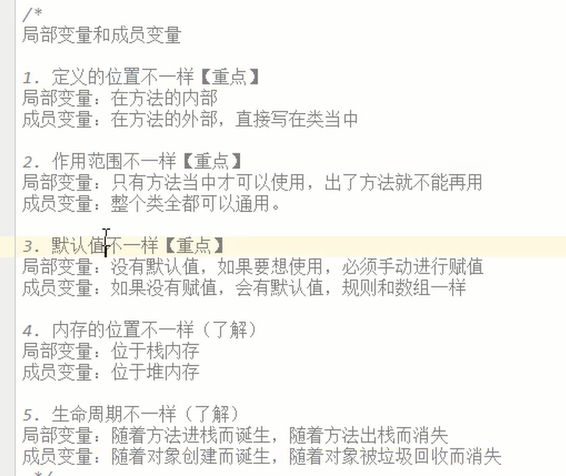 /*
局部变量和成员变量
1. 定义的位置不一样【重点】
局部变量：在方法的内部
成员变量：在方法的外部，直接写在类当中
2. 作用范围不一样【重点】
局部变量：只有方法当中才可以使用，出了方法就不能再用
成员变量：整个类全都可以通用。
3. 默认值不一样【重点】
局部变量：没有默认值，如果要想使用，必须手动进行赋值
成员变量：如果没有赋值，会有默认值，规则和数组一样
4. 内存的位置不一样（了解）
局部变量：位于栈内存
成员变量：位于堆内存
5. 生命周期不一样（了解）
局部变量：随着方法进栈而诞生，随着方法出栈而消失
成员变量：随着对象创建而诞生，随着对象被垃圾回收而消失
*/